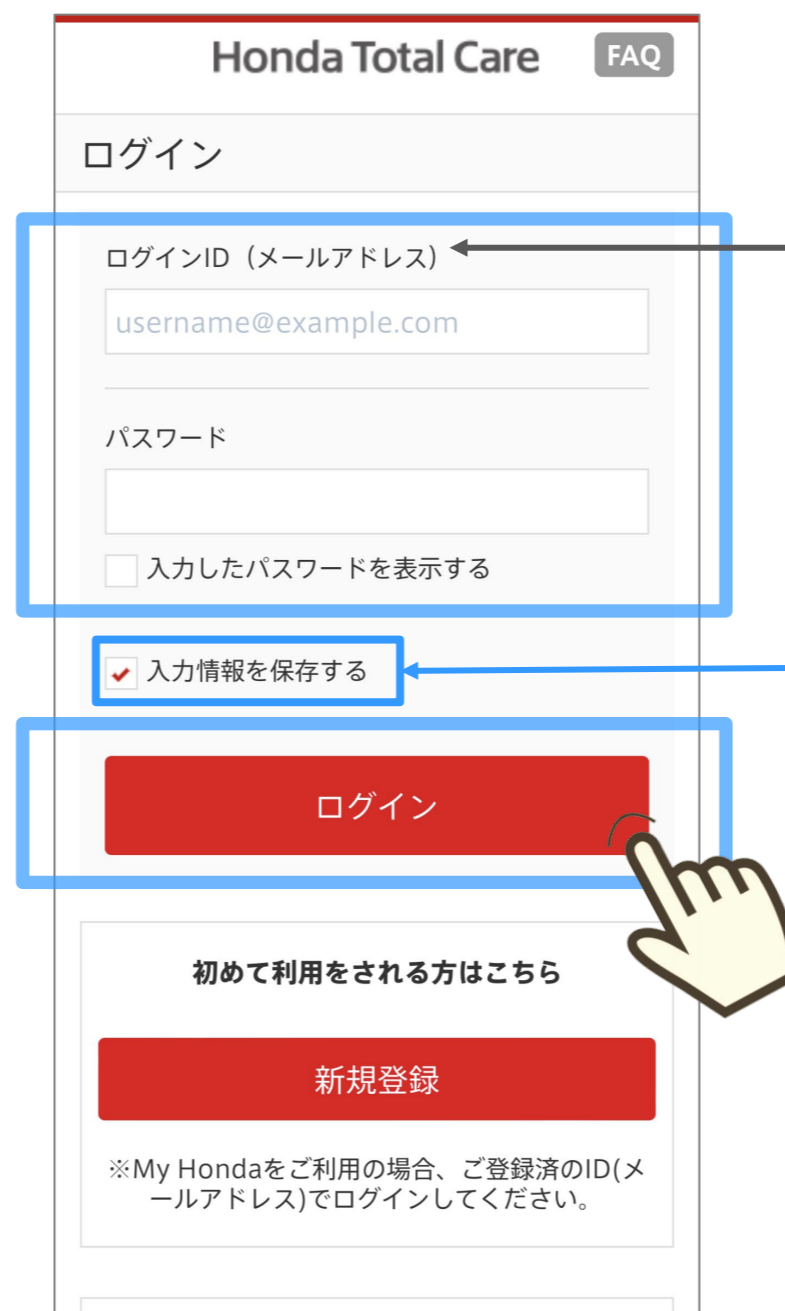 Honda Total Care FAQ
ログイン
ログインID（メールアドレス）
username@example.com
パスワード
入力したパスワードを表示する
入力情報を保存する
ログイン
初めて利用をされる方はこちら
新規登録
※My Hondaをご利用の場合、ご登録済のID(メ
ールアドレス)でログインしてください。